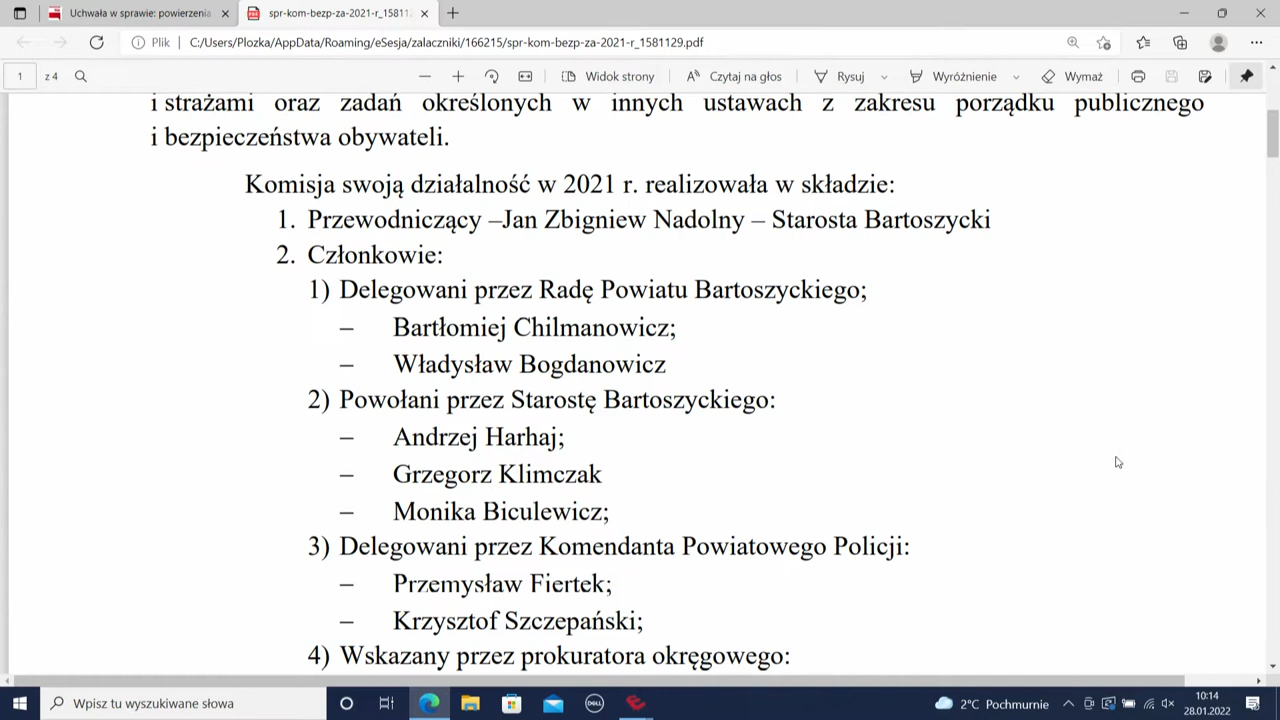 Uchwała w sprawie: powierzenia
spr-kom-bezp-za-2021-r_1581
Plik
C:/Users/Plozka/AppData/Roaming/eSesja/zalaczniki/166215/spr-kom-bezp-za-2021-r_1581129.pdf
1 z 4
Widok strony
Czytaj na głos
Rysuj
Wyróżnienie
Wymaż
i strażami oraz zadań określonych w innych ustawach z zakresu porządku publicznego
i bezpieczeństwa obywateli.
Komisja swoją działalność w 2021 r. realizowała w składzie:
1. Przewodniczący –Jan Zbigniew Nadolny – Starosta Bartoszycki
2. Członkowie:
1) Delegowani przez Radę Powiatu Bartoszyckiego;
– Bartłomiej Chilmanowicz;
– Władysław Bogdanowicz
2) Powołani przez Starostę Bartoszyckiego:
– Andrzej Harhaj;
– Grzegorz Klimczak
– Monika Biculewicz;
3) Delegowani przez Komendanta Powiatowego Policji:
– Przemysław Fiertek;
– Krzysztof Szczepański;
4) Wskazany przez prokuratora okręgowego:
Wpisz tu wyszukiwane słowa
DELL
2°C Pochmurnie
10:14
28.01.2022